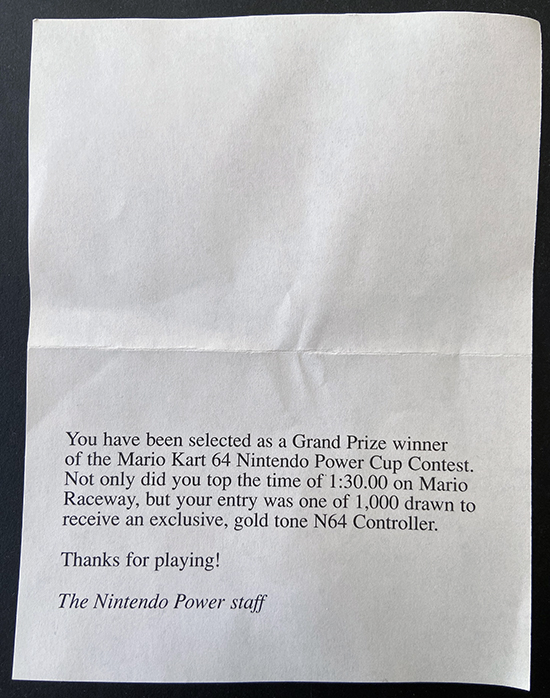 You have been selected as a Grand Prize winner
of the Mario Kart 64 Nintendo Power Cup Contest.
Not only did you top the time of 1:30.00 on Mario
Raceway, but your entry was one of 1,000 drawn to
receive an exclusive, gold tone N64 Controller.
Thanks for playing!
The Nintendo Power staff